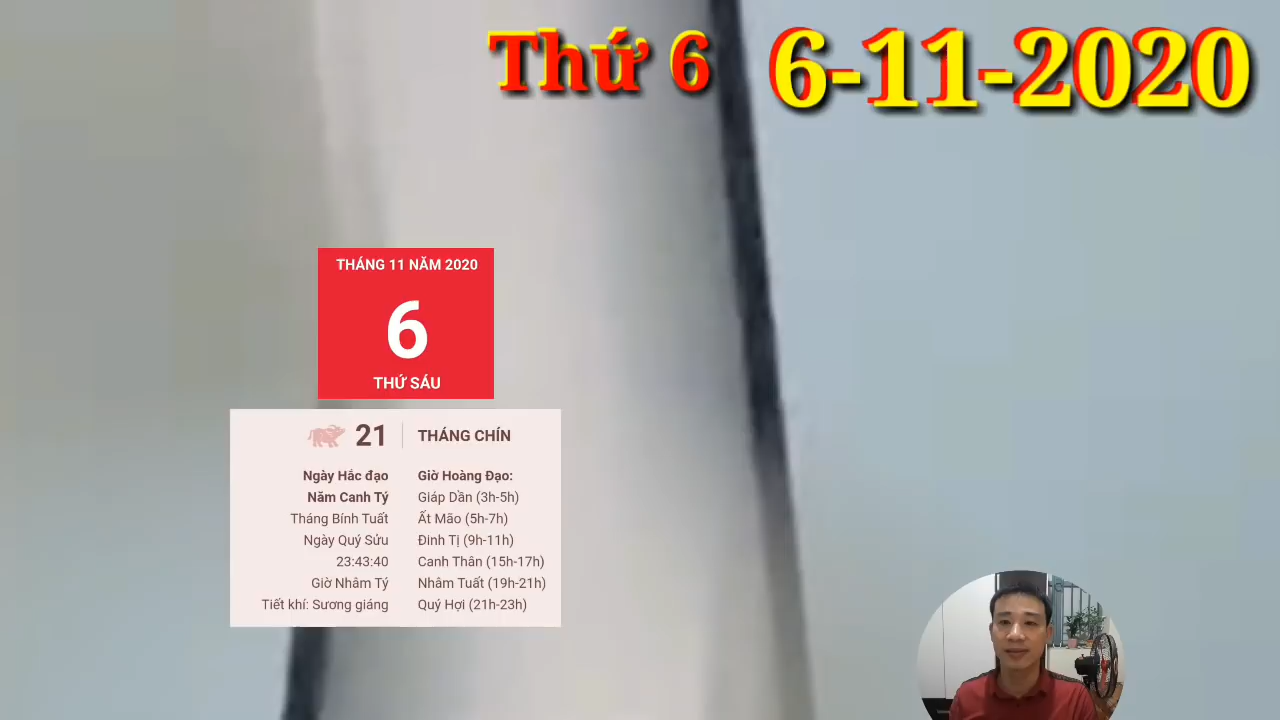 Thứ 6 6-11-2020
THÁNG 11 NĂM 2020
6
THỨ SÁU
21 THÁNG CHÍN
Ngày Hắc đạo
Năm Canh Tý
Tháng Bính Tuất
Ngày Quý Sửu
23:43:40
Giờ Nhâm Tý
Tiết khí: Sương giáng
Giờ Hoàng Đạo:
Giáp Dần (3h-5h)
Ất Mão (5h-7h)
Đinh Tị (9h-11h)
Canh Thân (15h-17h)
Nhâm Tuất (19h-21h)
Quý Hợi (21h-23h)